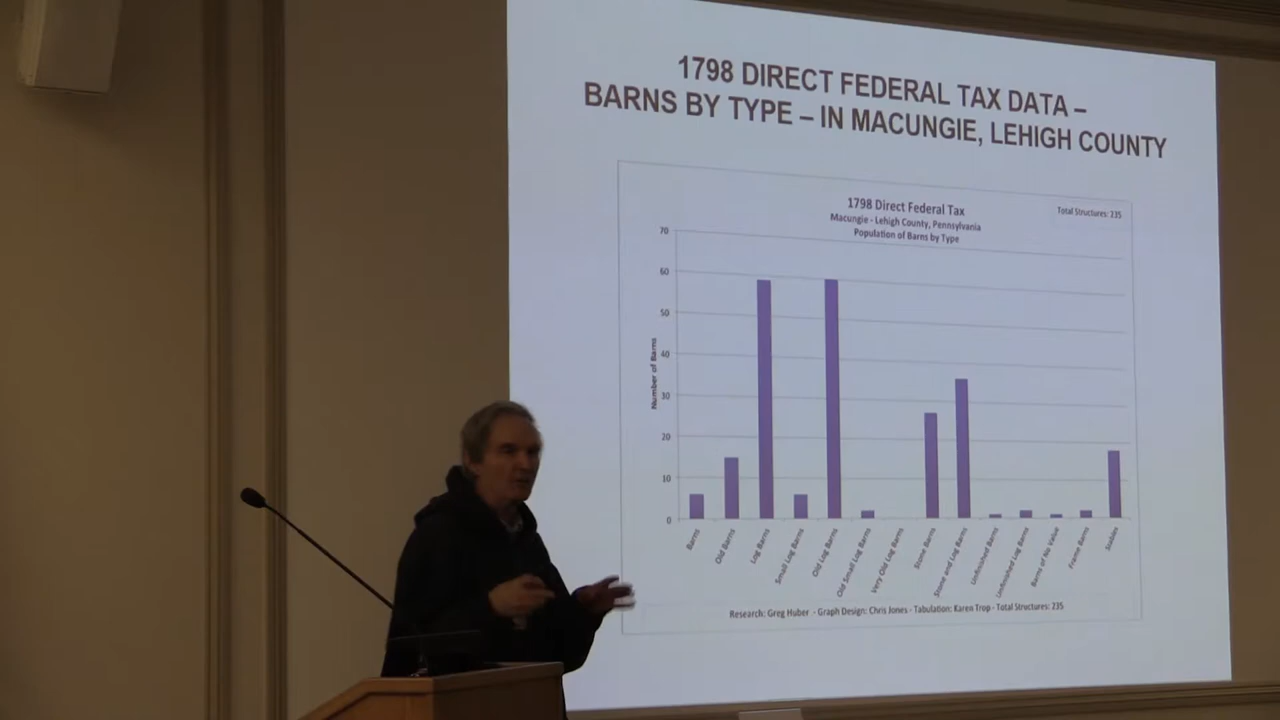 1798 DIRECT FEDERAL TAX DATA –
BARNS BY TYPE – IN MACUNGIE, LEHIGH COUNTY
1798 Direct Federal Tax
Macungie - Lehigh County, Pennsylvania
Population of Barns by Type
Total Structures: 235
Number of Barns
70
60
50
40
30
20
10
0
Barns
Old Barns
Log Barns
Small Log Barns
Old Log Barns
Old Small Log Barns
Very Old Log Barns
Stone Barns
Stone and Log Barns
Unfinished Barns
Unfinished Log Barns
Barns of No Value
Frame Barns
Stables
Research: Greg Huber - Graph Design: Chris Jones - Tabulation: Karen Trop - Total Structures: 235